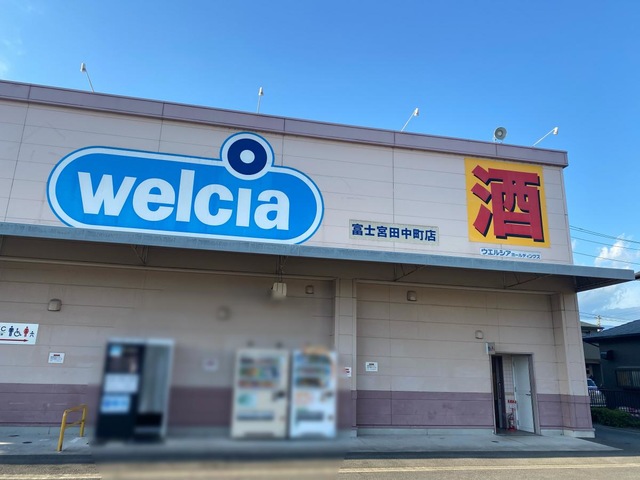 welcia
富士宮田中町店
酒
ウエルシアホールディングス